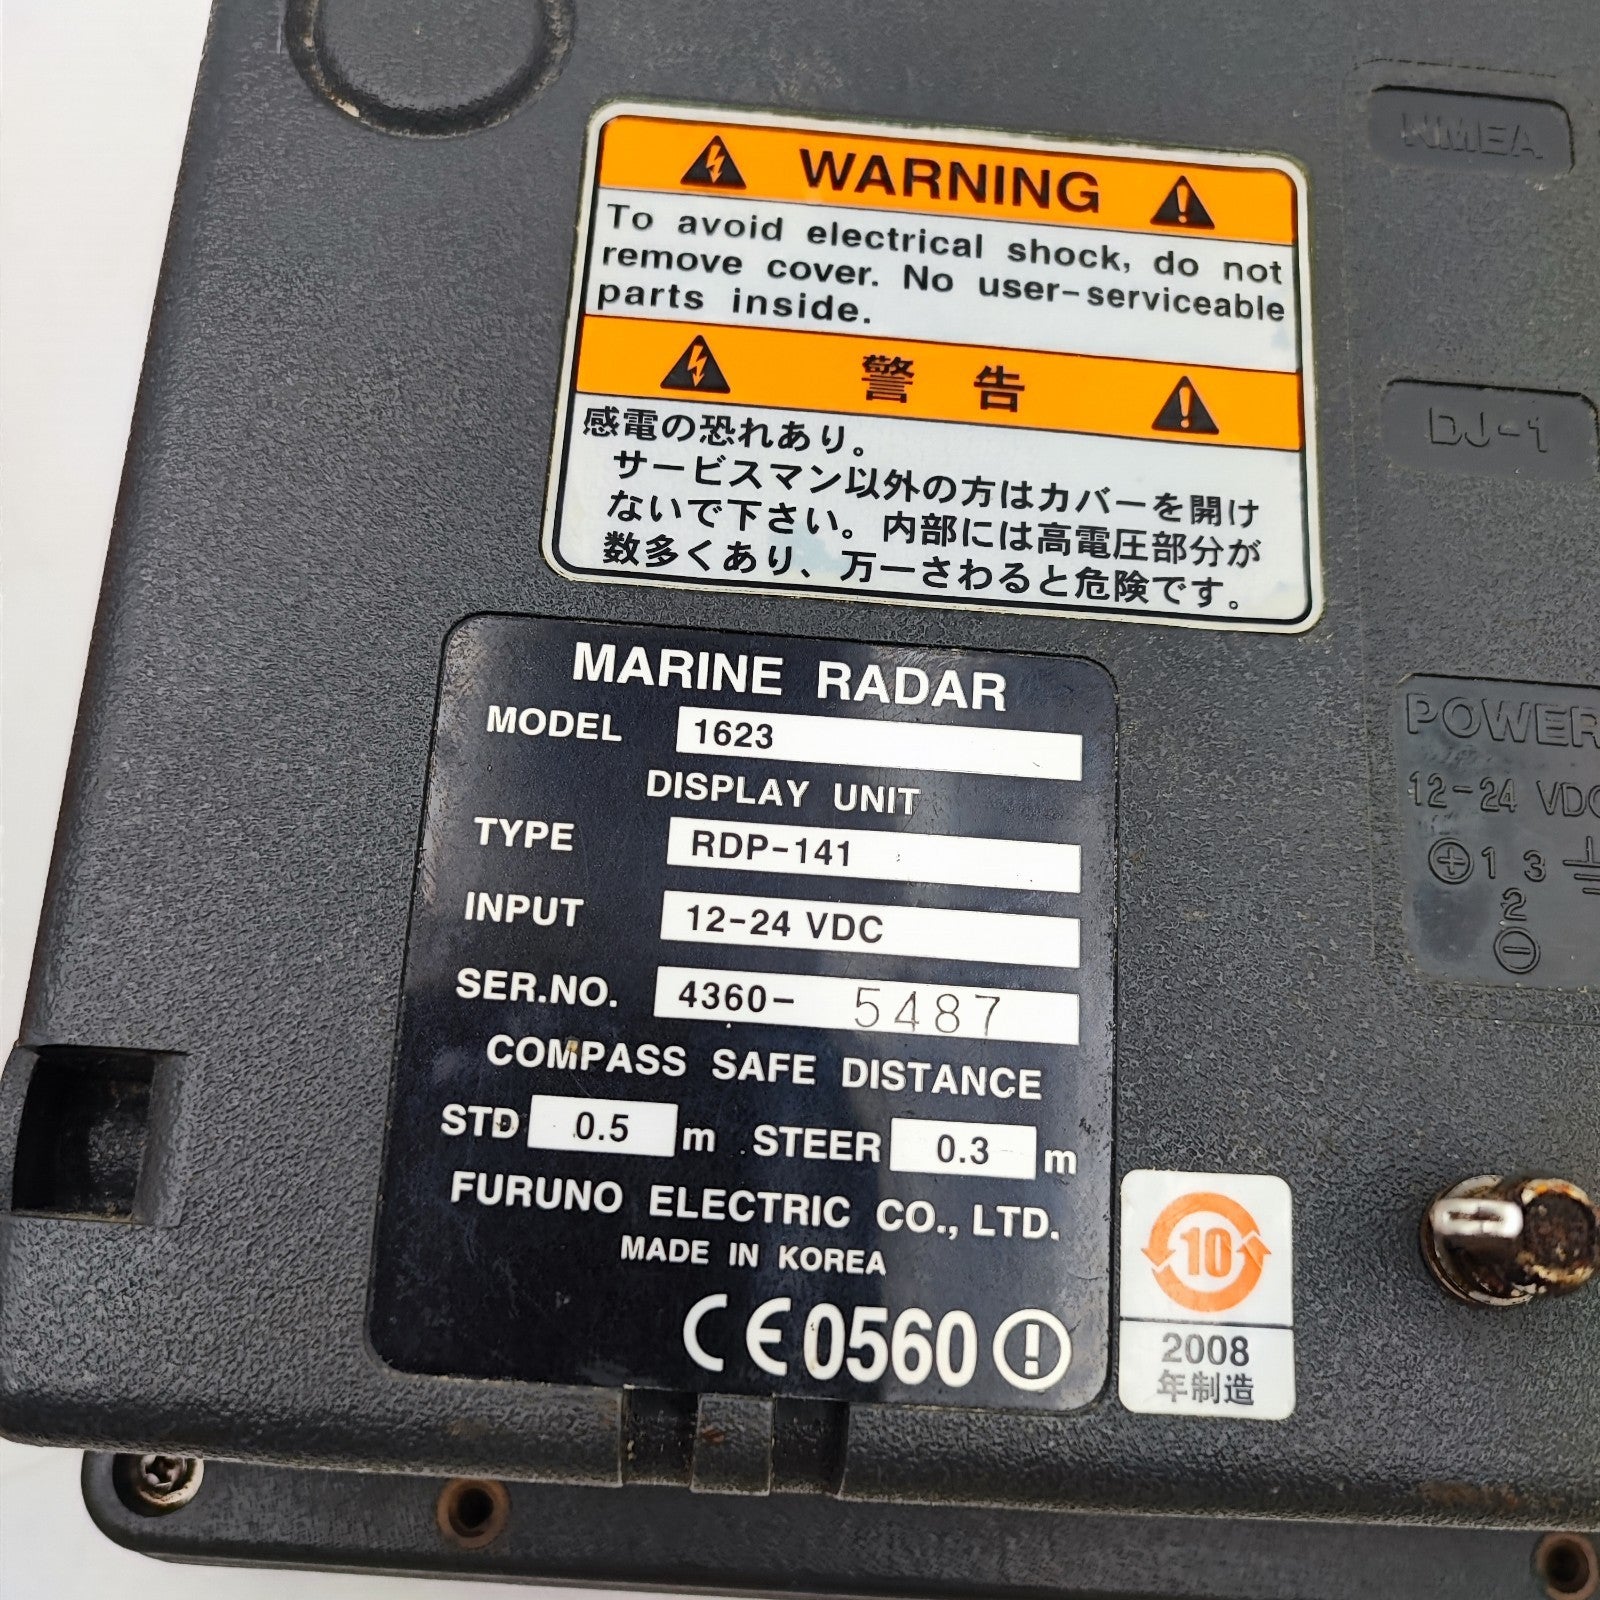 WARNING
To avoid electrical shock, do not
remove cover. No user-serviceable
parts inside.
警 告
感電の恐れあり。
サービスマン以外の方はカバーを開け
ないで下さい。内部には高電圧部分が
数多くあり、万一さわると危険です。
NMEA
DJ-1
POWER
12-24 VDC
1 3
2
MARINE RADAR
MODEL 1623
DISPLAY UNIT
TYPE RDP-141
INPUT 12-24 VDC
SER.NO. 4360- 5487
COMPASS SAFE DISTANCE
STD 0.5 m STEER 0.3 m
FURUNO ELECTRIC CO., LTD.
MADE IN KOREA
CE0560
10
2008
年制造